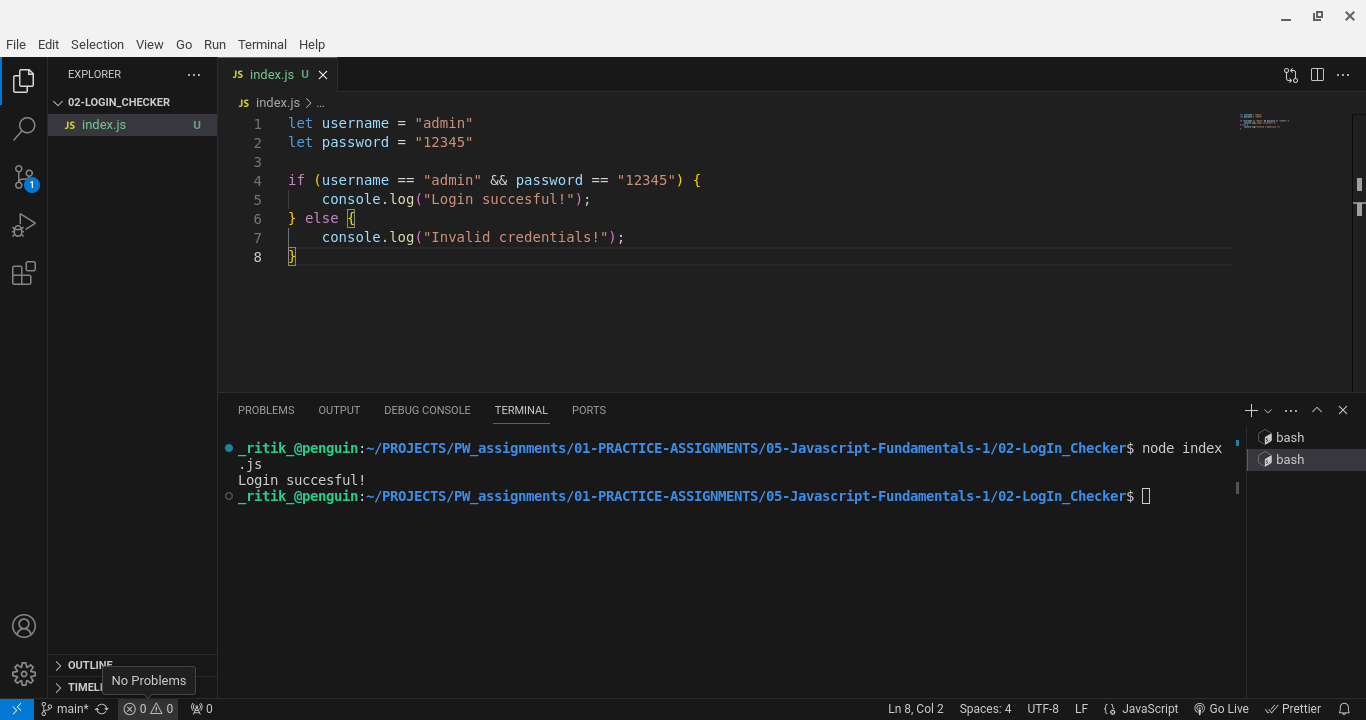 File Edit Selection View Go Run Terminal Help
EXPLORER
02-LOGIN_CHECKER
JS index.js U
OUTLINE
TIMELI
No Problems
JS index.js U
JS index.js > ...
1 let username = "admin"
2 let password = "12345"
3
4 if (username == "admin" && password == "12345") {
5 console.log("Login succesful!");
6 } else {
7 console.log("Invalid credentials!");
8 }
PROBLEMS OUTPUT DEBUG CONSOLE TERMINAL PORTS
_ritik_@penguin:~/PROJECTS/PW_assignments/01-PRACTICE-ASSIGNMENTS/05-Javascript-Fundamentals-1/02-LogIn_Checker$ node index
.js
Login succesful!
_ritik_@penguin:~/PROJECTS/PW_assignments/01-PRACTICE-ASSIGNMENTS/05-Javascript-Fundamentals-1/02-LogIn_Checker$
bash
bash
1
main* 0 0 0 Ln 8, Col 2 Spaces: 4 UTF-8 LF {} JavaScript Go Live Prettier